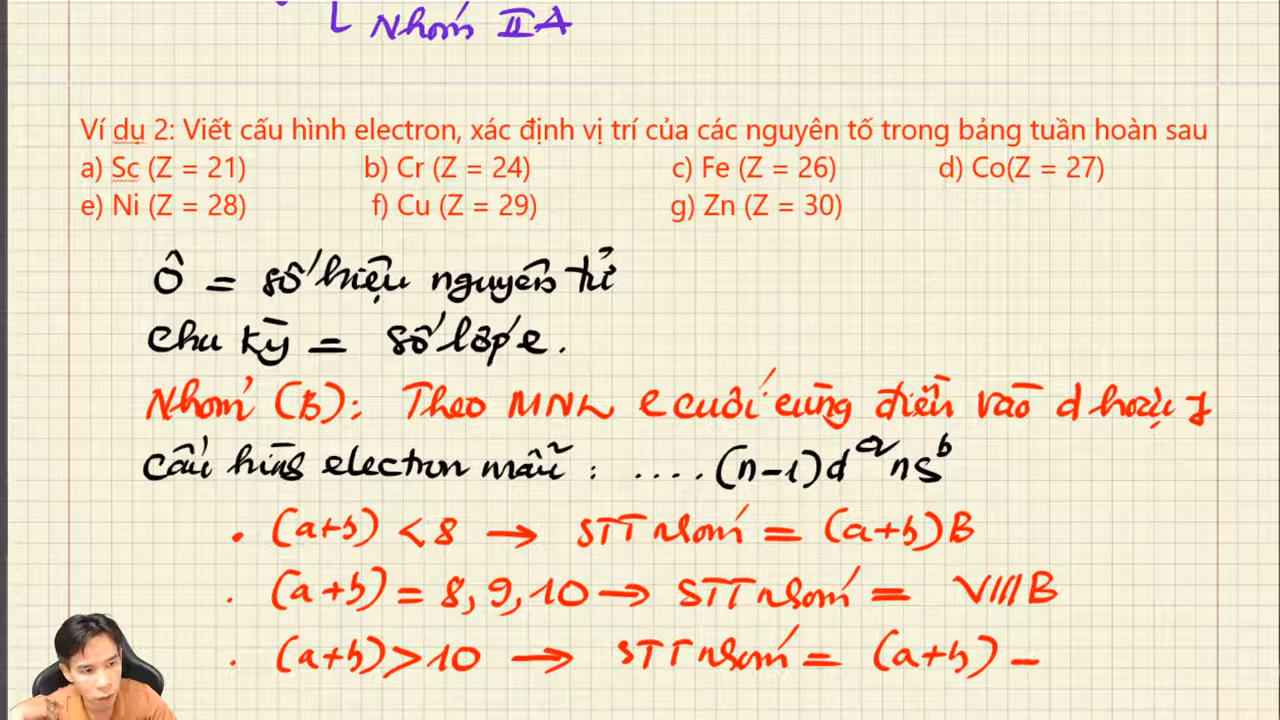 Nhóm IIA
Ví dụ 2: Viết cấu hình electron, xác định vị trí của các nguyên tố trong bảng tuần hoàn sau
a) Sc (Z = 21) b) Cr (Z = 24) c) Fe (Z = 26) d) Co(Z = 27)
e) Ni (Z = 28) f) Cu (Z = 29) g) Zn (Z = 30)
Ô = số hiệu nguyên tử
Chu kỳ = số lớp e.
Nhóm (B): Theo MNL e cuối cùng điền vào d hoặc f
Cấu hình electron mẫu : ....(n-1)d^a ns^b
. (a+b) < 8 → STT nhóm = (a+b)B
. (a+b) = 8, 9, 10 → STT nhóm = VIIIB
. (a+b) > 10 → STT nhóm = (a+b) -